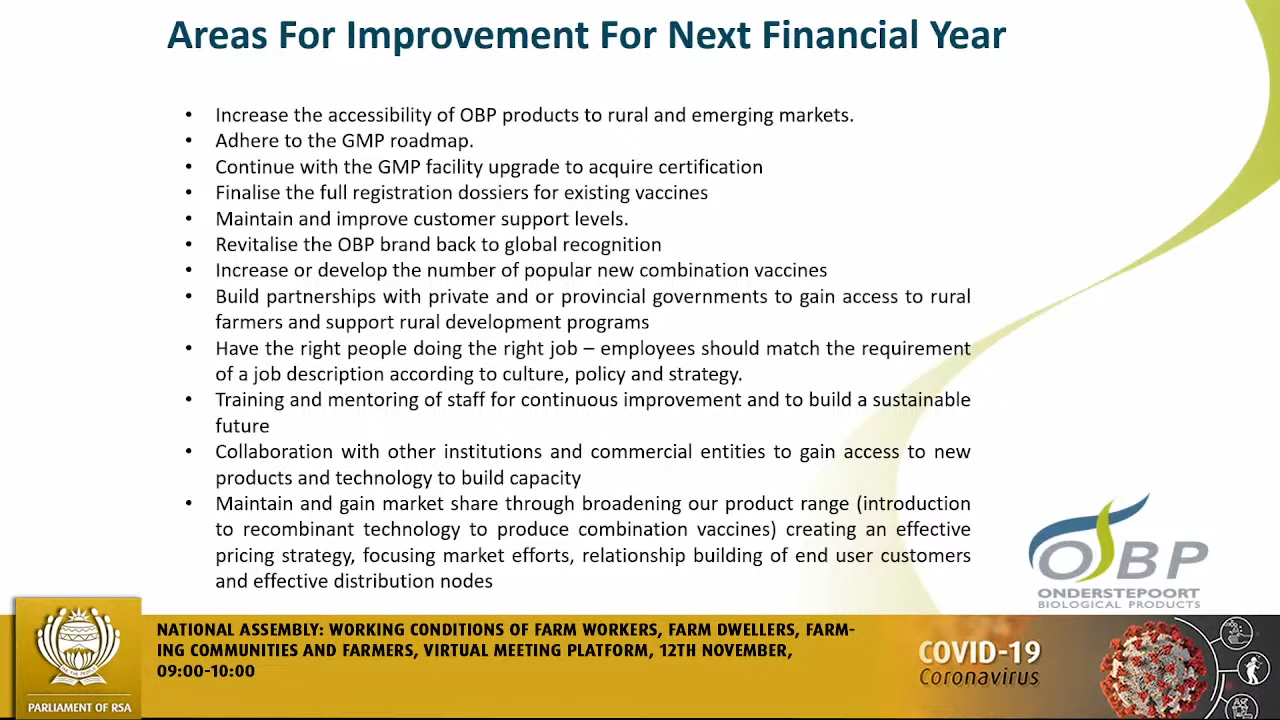 Areas For Improvement For Next Financial Year
• Increase the accessibility of OBP products to rural and emerging markets.
• Adhere to the GMP roadmap.
• Continue with the GMP facility upgrade to acquire certification
• Finalise the full registration dossiers for existing vaccines
• Maintain and improve customer support levels.
• Revitalise the OBP brand back to global recognition
• Increase or develop the number of popular new combination vaccines
• Build partnerships with private and or provincial governments to gain access to rural
farmers and support rural development programs
• Have the right people doing the right job – employees should match the requirement
of a job description according to culture, policy and strategy.
• Training and mentoring of staff for continuous improvement and to build a sustainable
future
• Collaboration with other institutions and commercial entities to gain access to new
products and technology to build capacity
• Maintain and gain market share through broadening our product range (introduction
to recombinant technology to produce combination vaccines) creating an effective
pricing strategy, focusing market efforts, relationship building of end user customers
and effective distribution nodes
OBP
ONDERSTEPOORT
BIOLOGICAL PRODUCTS
PARLIAMENT OF RSA
NATIONAL ASSEMBLY: WORKING CONDITIONS OF FARM WORKERS, FARM DWELLERS, FARM-
ING COMMUNITIES AND FARMERS, VIRTUAL MEETING PLATFORM, 12TH NOVEMBER,
09:00-10:00
COVID-19
Coronavirus